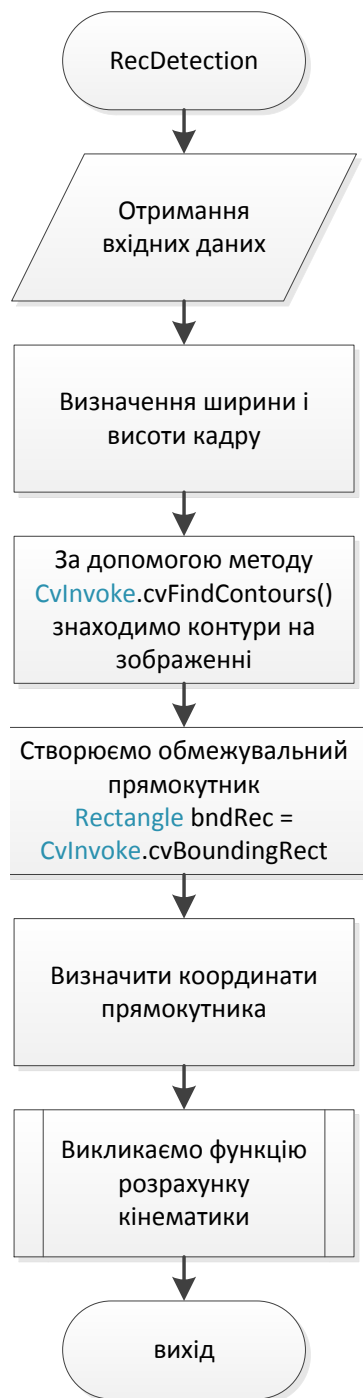 RecDetection
Отримання
вхідних даних
Визначення ширини і
висоти кадру
За допомогою методу
CvInvoke.cvFindContours()
знаходимо контури на
зображенні
Створюємо обмежувальний
прямокутник
Rectangle bndRec =
CvInvoke.cvBoundingRect
Визначити координати
прямокутника
Викликаємо функцію
розрахунку
кінематики
вихід